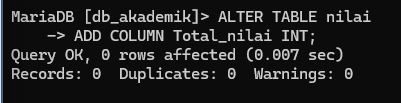 MariaDB [db_akademik]> ALTER TABLE nilai
    -> ADD COLUMN Total_nilai INT;
Query OK, 0 rows affected (0.007 sec)
Records: 0  Duplicates: 0  Warnings: 0